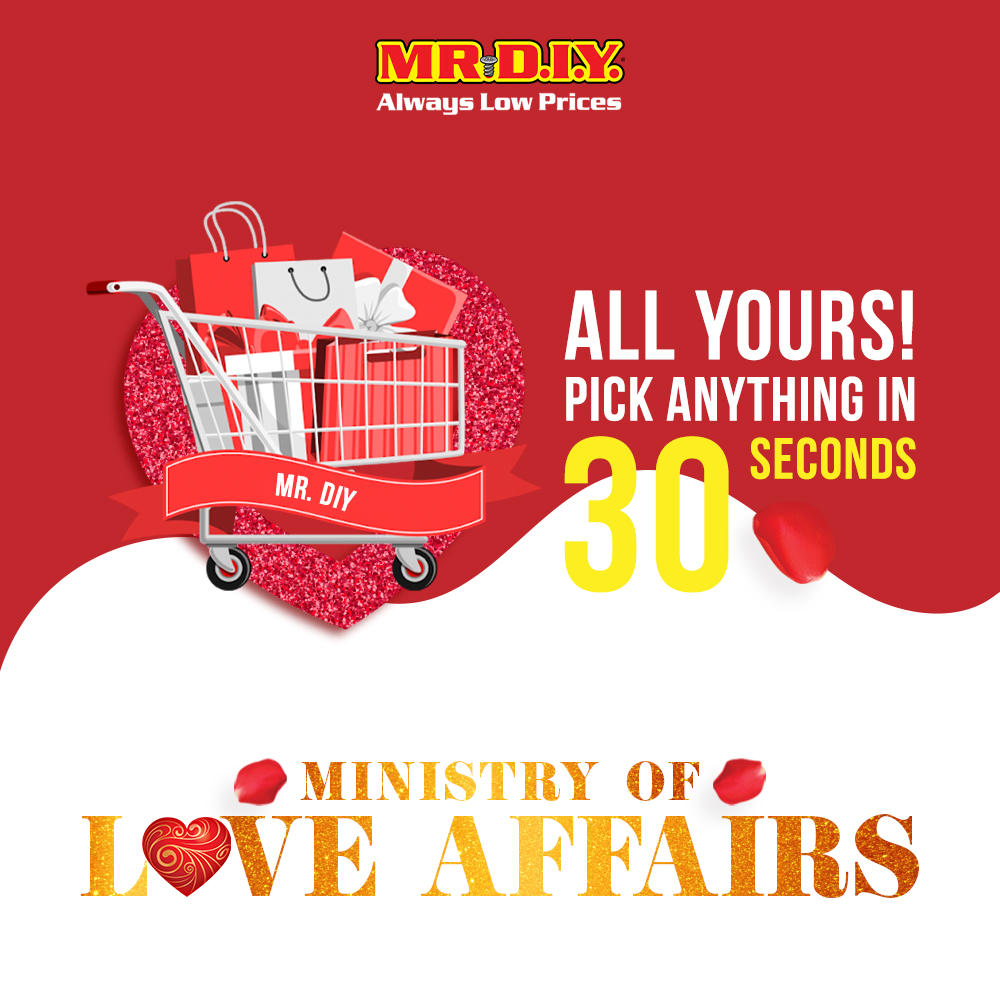 MR.D.I.Y.
Always Low Prices
ALL YOURS!
PICK ANYTHING IN
30 SECONDS
MR. DIY
MINISTRY OF
LOVE AFFAIRS